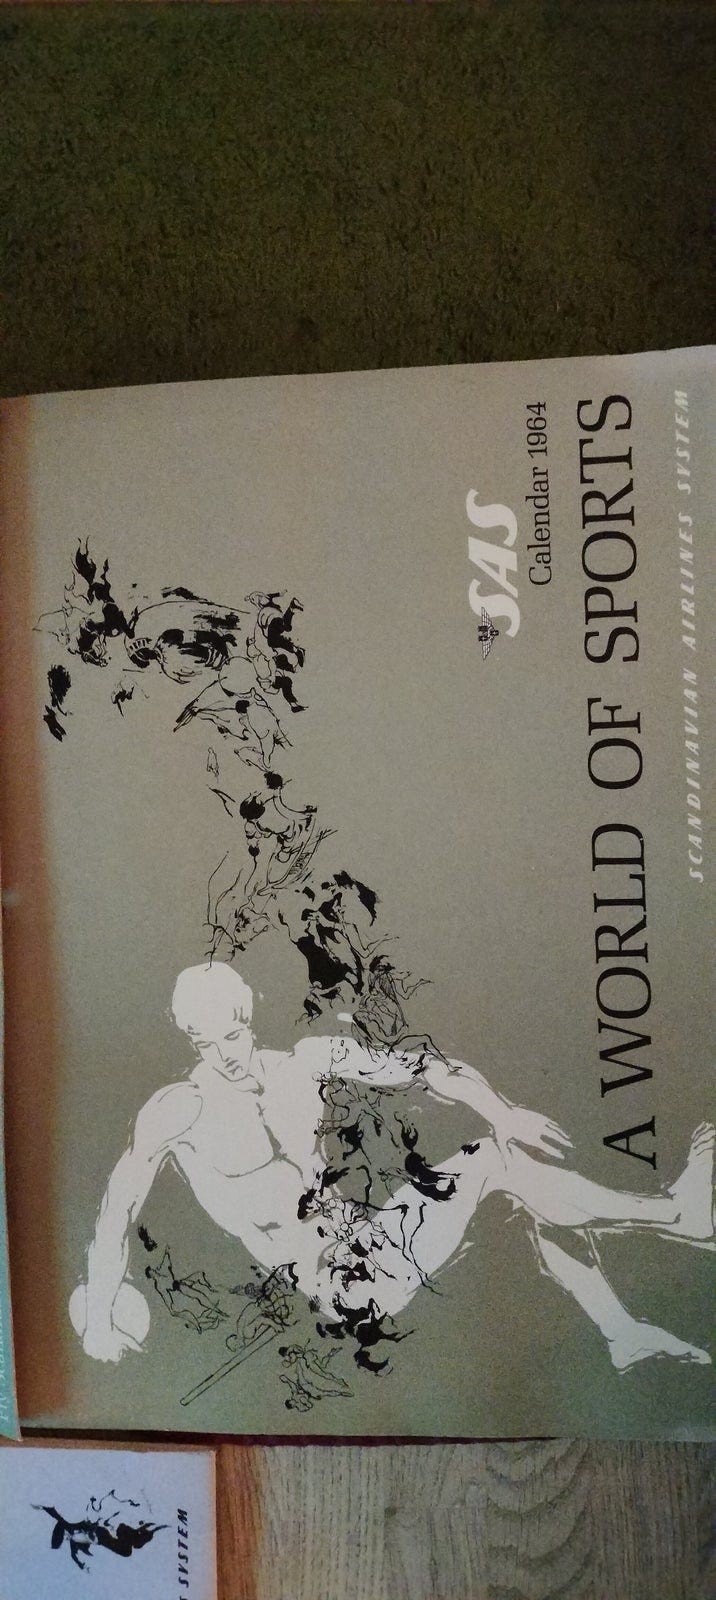 SAS
Calendar 1964
A WORLD OF SPORTS
SCANDINAVIAN AIRLINES SYSTEM
SYSTEM